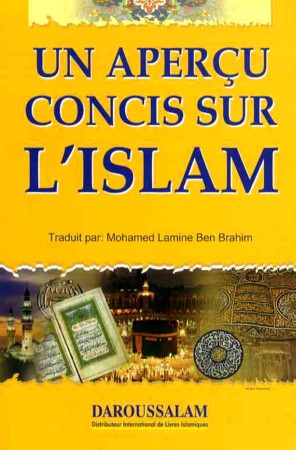 UN APERÇU
CONCIS SUR
L'ISLAM
Traduit par: Mohamed Lamine Ben Brahim
DAROUSSALAM
Distributeur International de Livres Islamiques